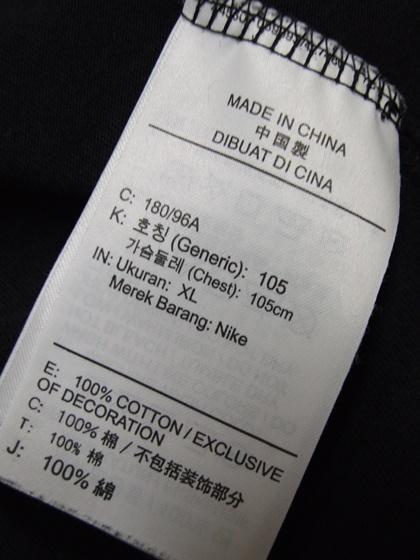 MADE IN CHINA
中国製
DIBUAT DI CINA
C: 180/96A
K: 호칭 (Generic): 105
가슴둘레 (Chest): 105cm
IN: Ukuran: XL
Merek Barang: Nike
E: 100% COTTON / EXCLUSIVE
OF DECORATION
C: 100% 棉 / 不包括装饰部分
T: 100% 棉
J: 100% 綿